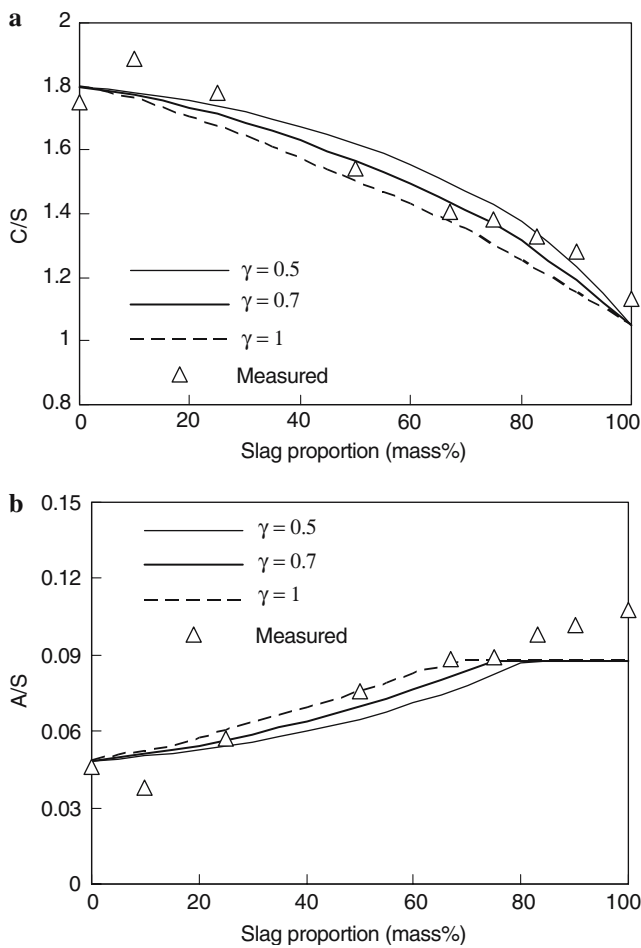 a
2
1.8
1.6
1.4
1.2
1
0.8
C/S
γ = 0.5
γ = 0.7
γ = 1
Measured
0 20 40 60 80 100
Slag proportion (mass%)
b
0.15
0.12
0.09
0.06
0.03
0
A/S
γ = 0.5
γ = 0.7
γ = 1
Measured
0 20 40 60 80 100
Slag proportion (mass%)